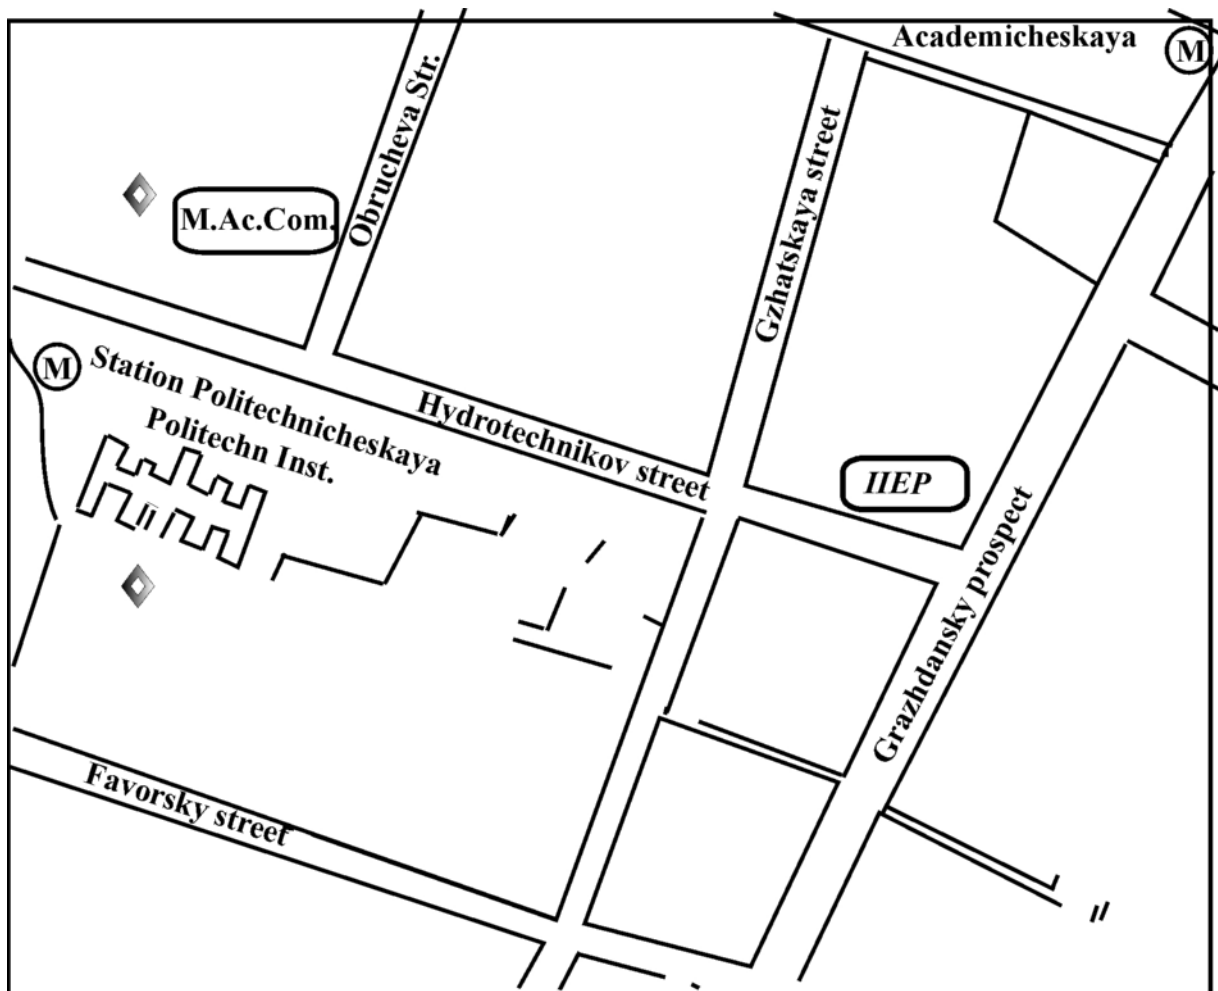 Academicheskaya
M
Obrucheva Str.
Gzhatskaya street
M.Ac.Com.
M
Station Politechnicheskaya
Politechn Inst.
Hydrotechnikov street
IIEP
Grazhdansky prospect
Favorsky street